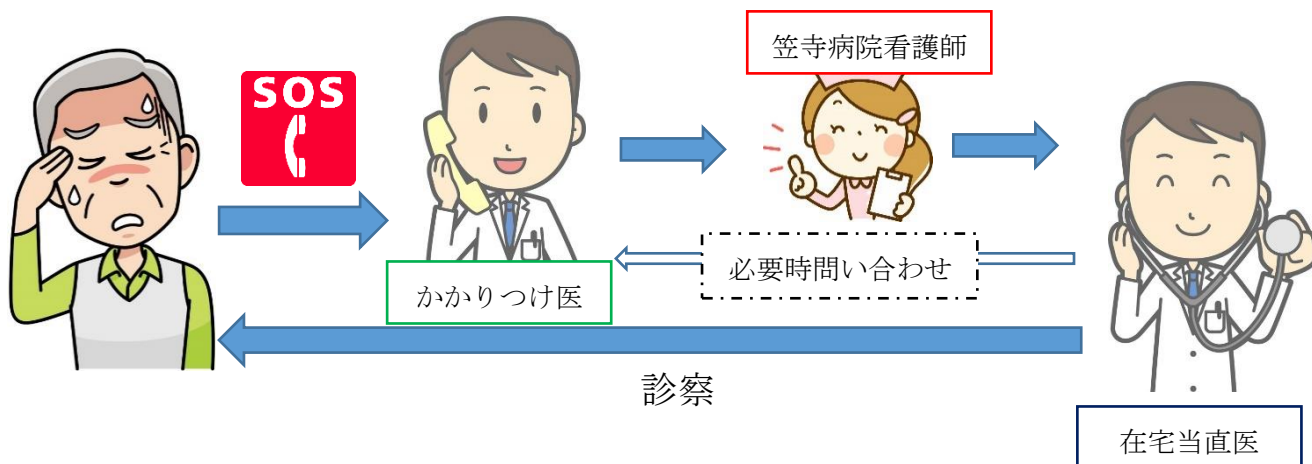 笠寺病院看護師
SOS
必要時問い合わせ
かかりつけ医
診察
在宅当直医